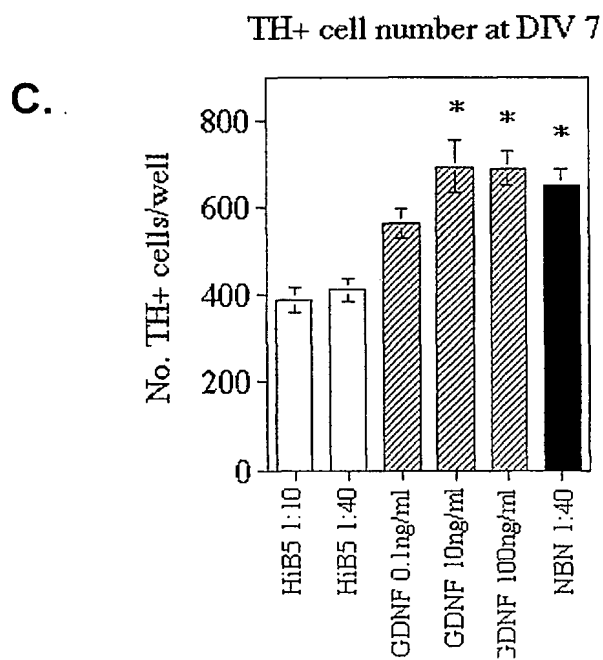 TH+ cell number at DIV 7
C.
No. TH+ cells/well
800
600
400
200
0
*
*
*
HiB5 1:10
HiB5 1:40
GDNF 0.1ng/ml
GDNF 10ng/ml
GDNF 100ng/ml
NBN 1:40